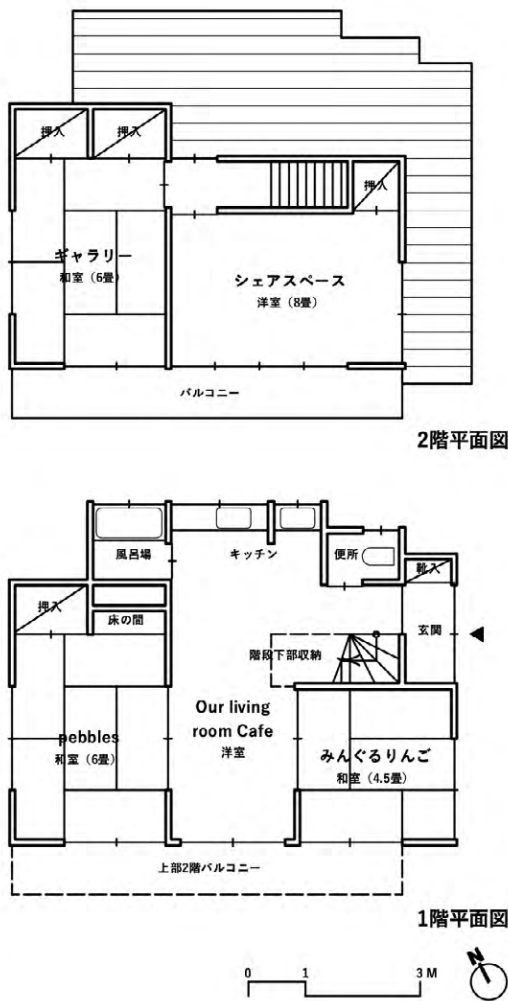 押入
押入
押入
ギャラリー
和室（6畳）
シェアスペース
洋室（8畳）
バルコニー
2階平面図
風呂場
キッチン
便所
靴入
押入
床の間
玄関
階段下部収納
Our living
room Cafe
洋室
pebbles
和室（6畳）
みんぐるりんご
和室（4.5畳）
上部2階バルコニー
1階平面図
N
0 1 3 M